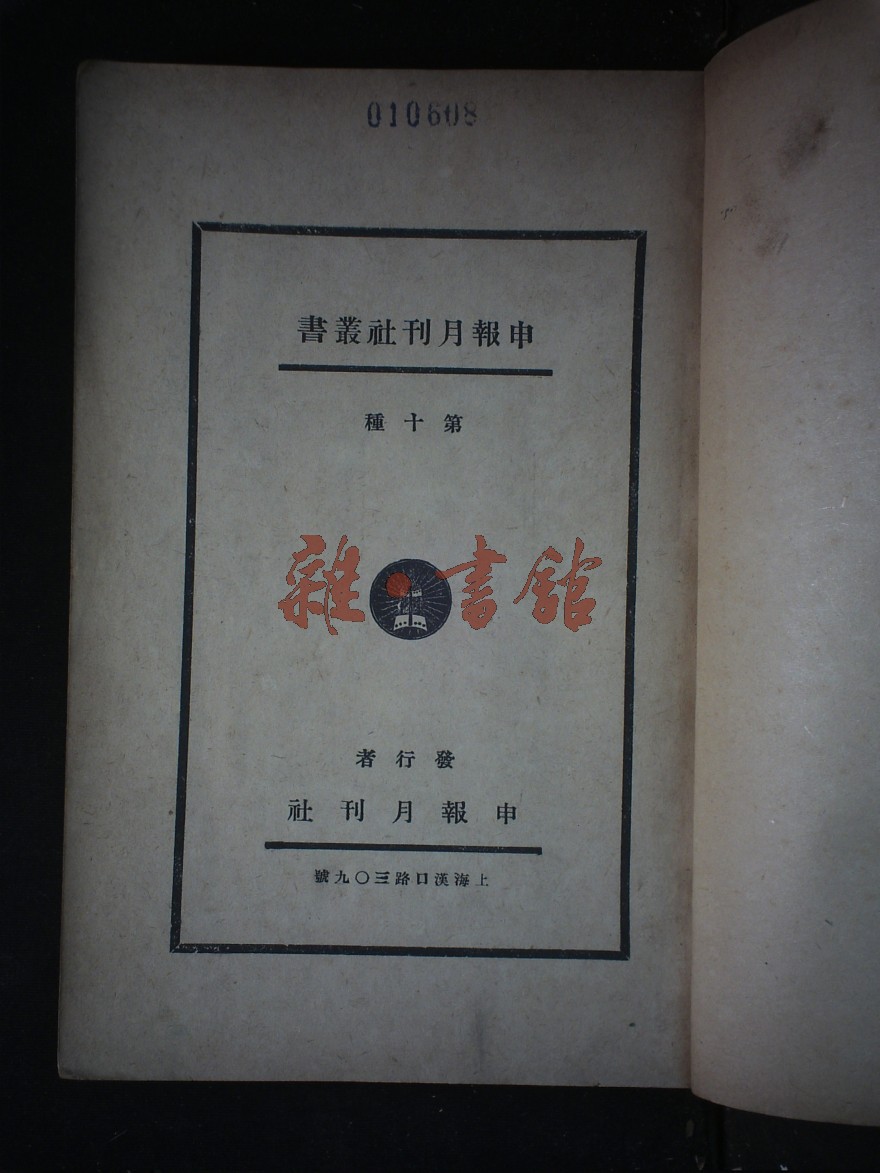 010608
申報月刊社叢書
第十種
雜·書館
發行者
申報月刊社
上海漢口路三〇九號